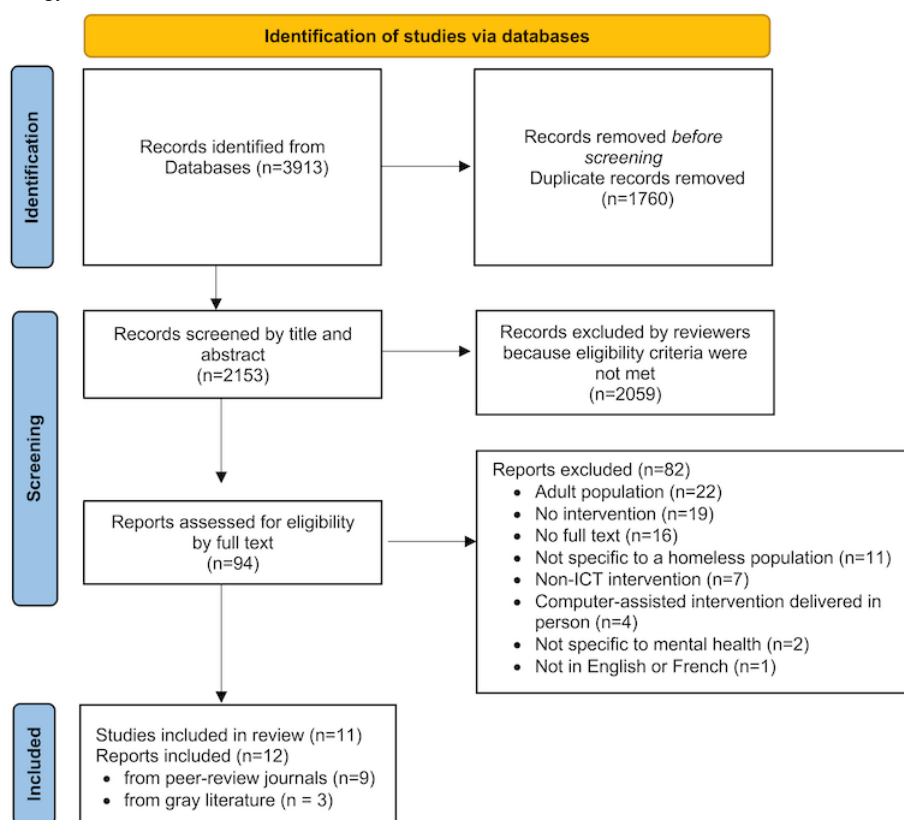 Identification of studies via databases
Identification
Records identified from
Databases (n=3913)
Records removed before
screening
Duplicate records removed
(n=1760)
Screening
Records screened by title and
abstract
(n=2153)
Records excluded by reviewers
because eligibility criteria were
not met
(n=2059)
Reports assessed for eligibility
by full text
(n=94)
Reports excluded (n=82)
• Adult population (n=22)
• No intervention (n=19)
• No full text (n=16)
• Not specific to a homeless population (n=11)
• Non-ICT intervention (n=7)
• Computer-assisted intervention delivered in
person (n=4)
• Not specific to mental health (n=2)
• Not in English or French (n=1)
Included
Studies included in review (n=11)
Reports included (n=12)
• from peer-review journals (n=9)
• from gray literature (n = 3)